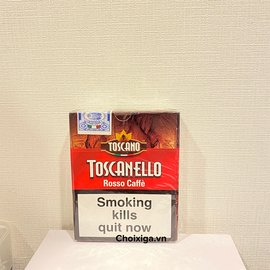 TOSCANO
TOSCANELLO
Rosso Caffè
Smoking
kills
quit now
Choixiga.vn